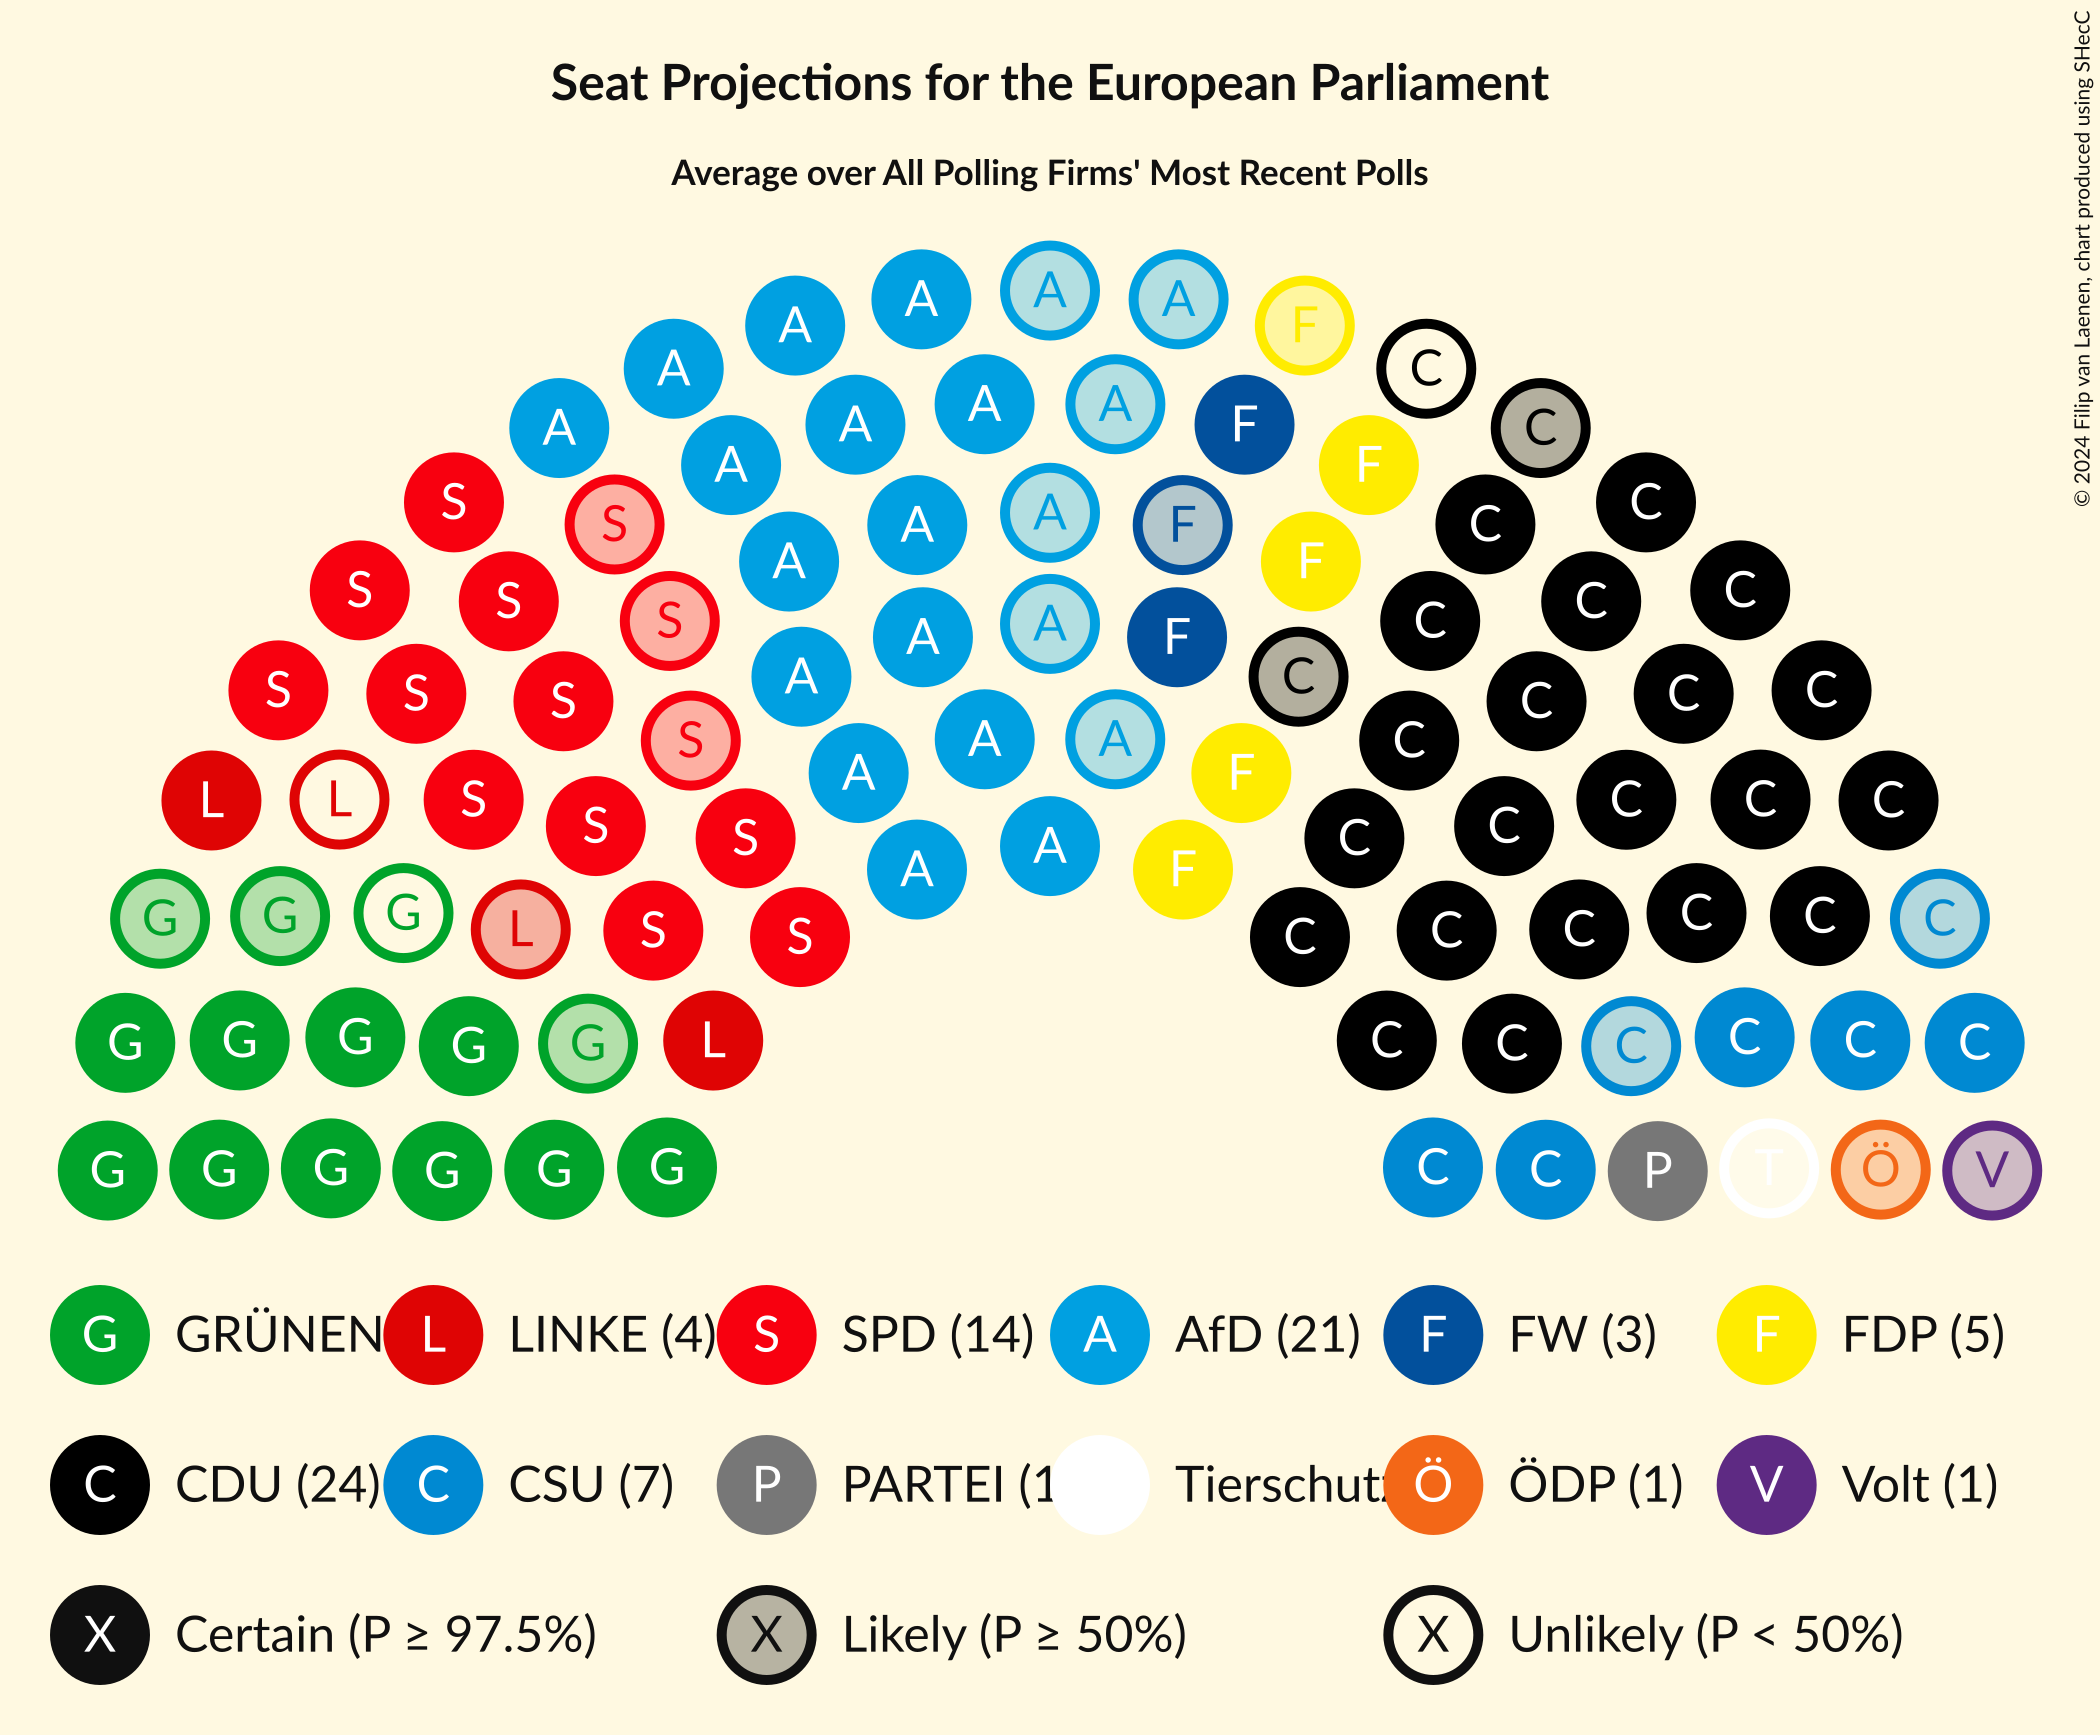 Seat Projections for the European Parliament
Average over All Polling Firms' Most Recent Polls
© 2024 Filip van Laenen, chart produced using SHecC
A A A A A A A F C C
S A A A A F F C C
S S S A A A F F C C C
S S S S A A A F C C C C C
L L S S S S A A A F C C C C C C
G G G L S S A A F C C C C C C
G G G G G L C C C C C C
G G G G G G C C P T Ö V
G GRÜNEN L LINKE (4) S SPD (14) A AfD (21) F FW (3) F FDP (5)
C CDU (24) C CSU (7) P PARTEI (1 Tierschutz Ö ÖDP (1) V Volt (1)
X Certain (P ≥ 97.5%) X Likely (P ≥ 50%) X Unlikely (P < 50%)